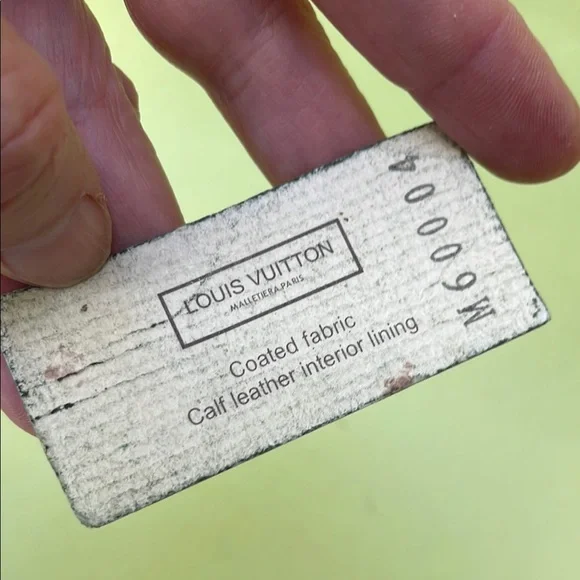 LOUIS VUITTON
MALLETIER A PARIS
Coated fabric
Calf leather interior lining
M60004